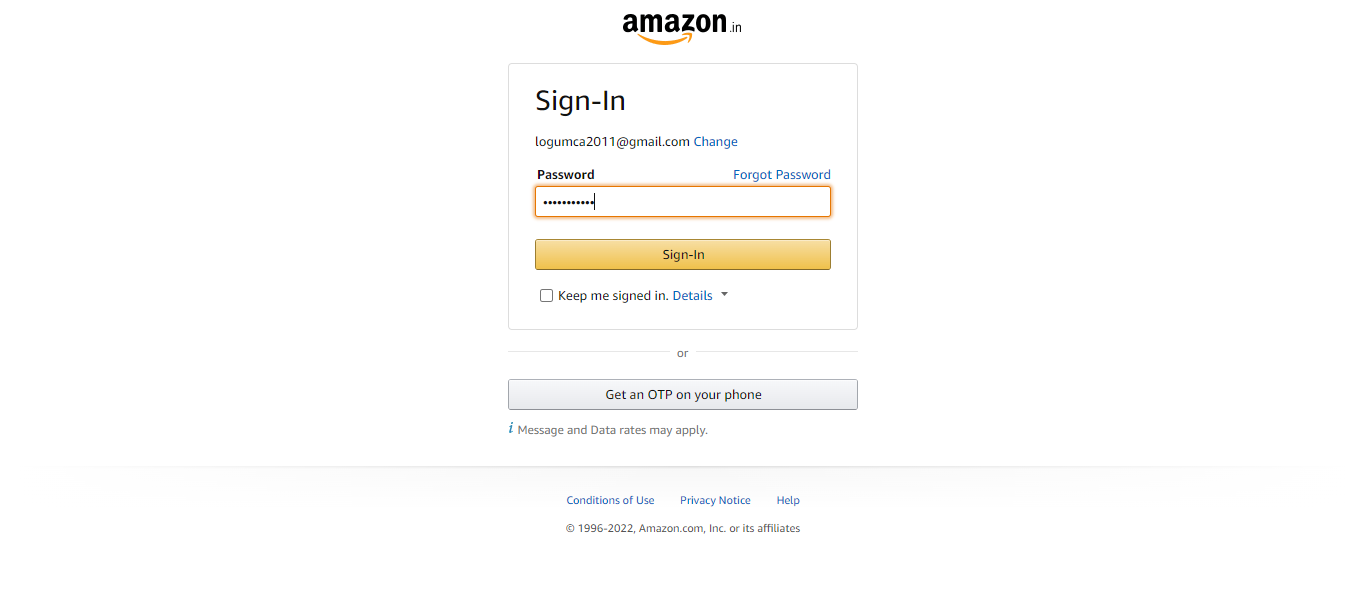 amazon.in
Sign-In
logumca2011@gmail.com Change
Password Forgot Password
•••••••••••
Sign-In
Keep me signed in. Details
or
Get an OTP on your phone
i Message and Data rates may apply.
Conditions of Use Privacy Notice Help
© 1996-2022, Amazon.com, Inc. or its affiliates